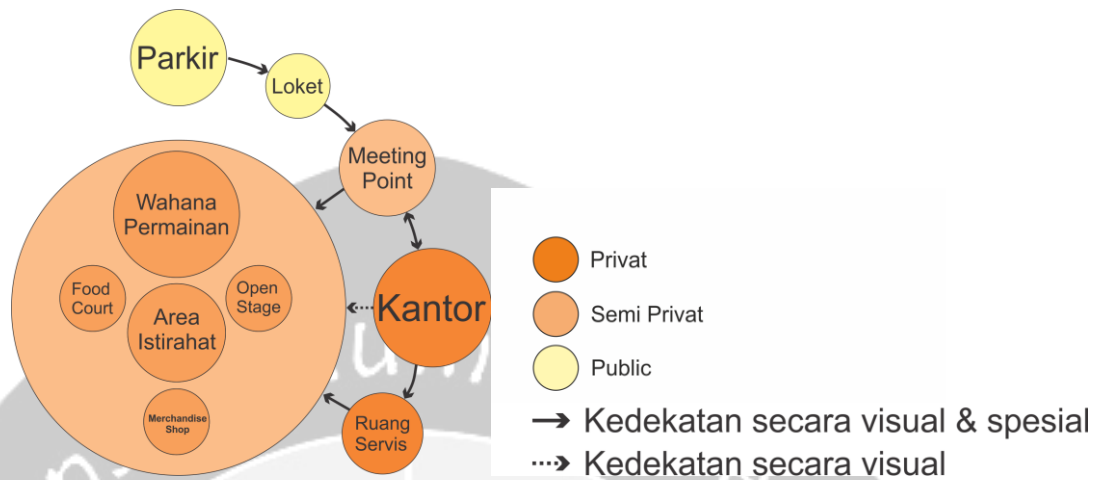 Parkir
Loket
Meeting
Point
Wahana
Permainan
Food
Court
Open
Stage
Area
Istirahat
Kantor
Merchandise
Shop
Ruang
Servis
Privat
Semi Privat
Public
Kedekatan secara visual & spesial
Kedekatan secara visual